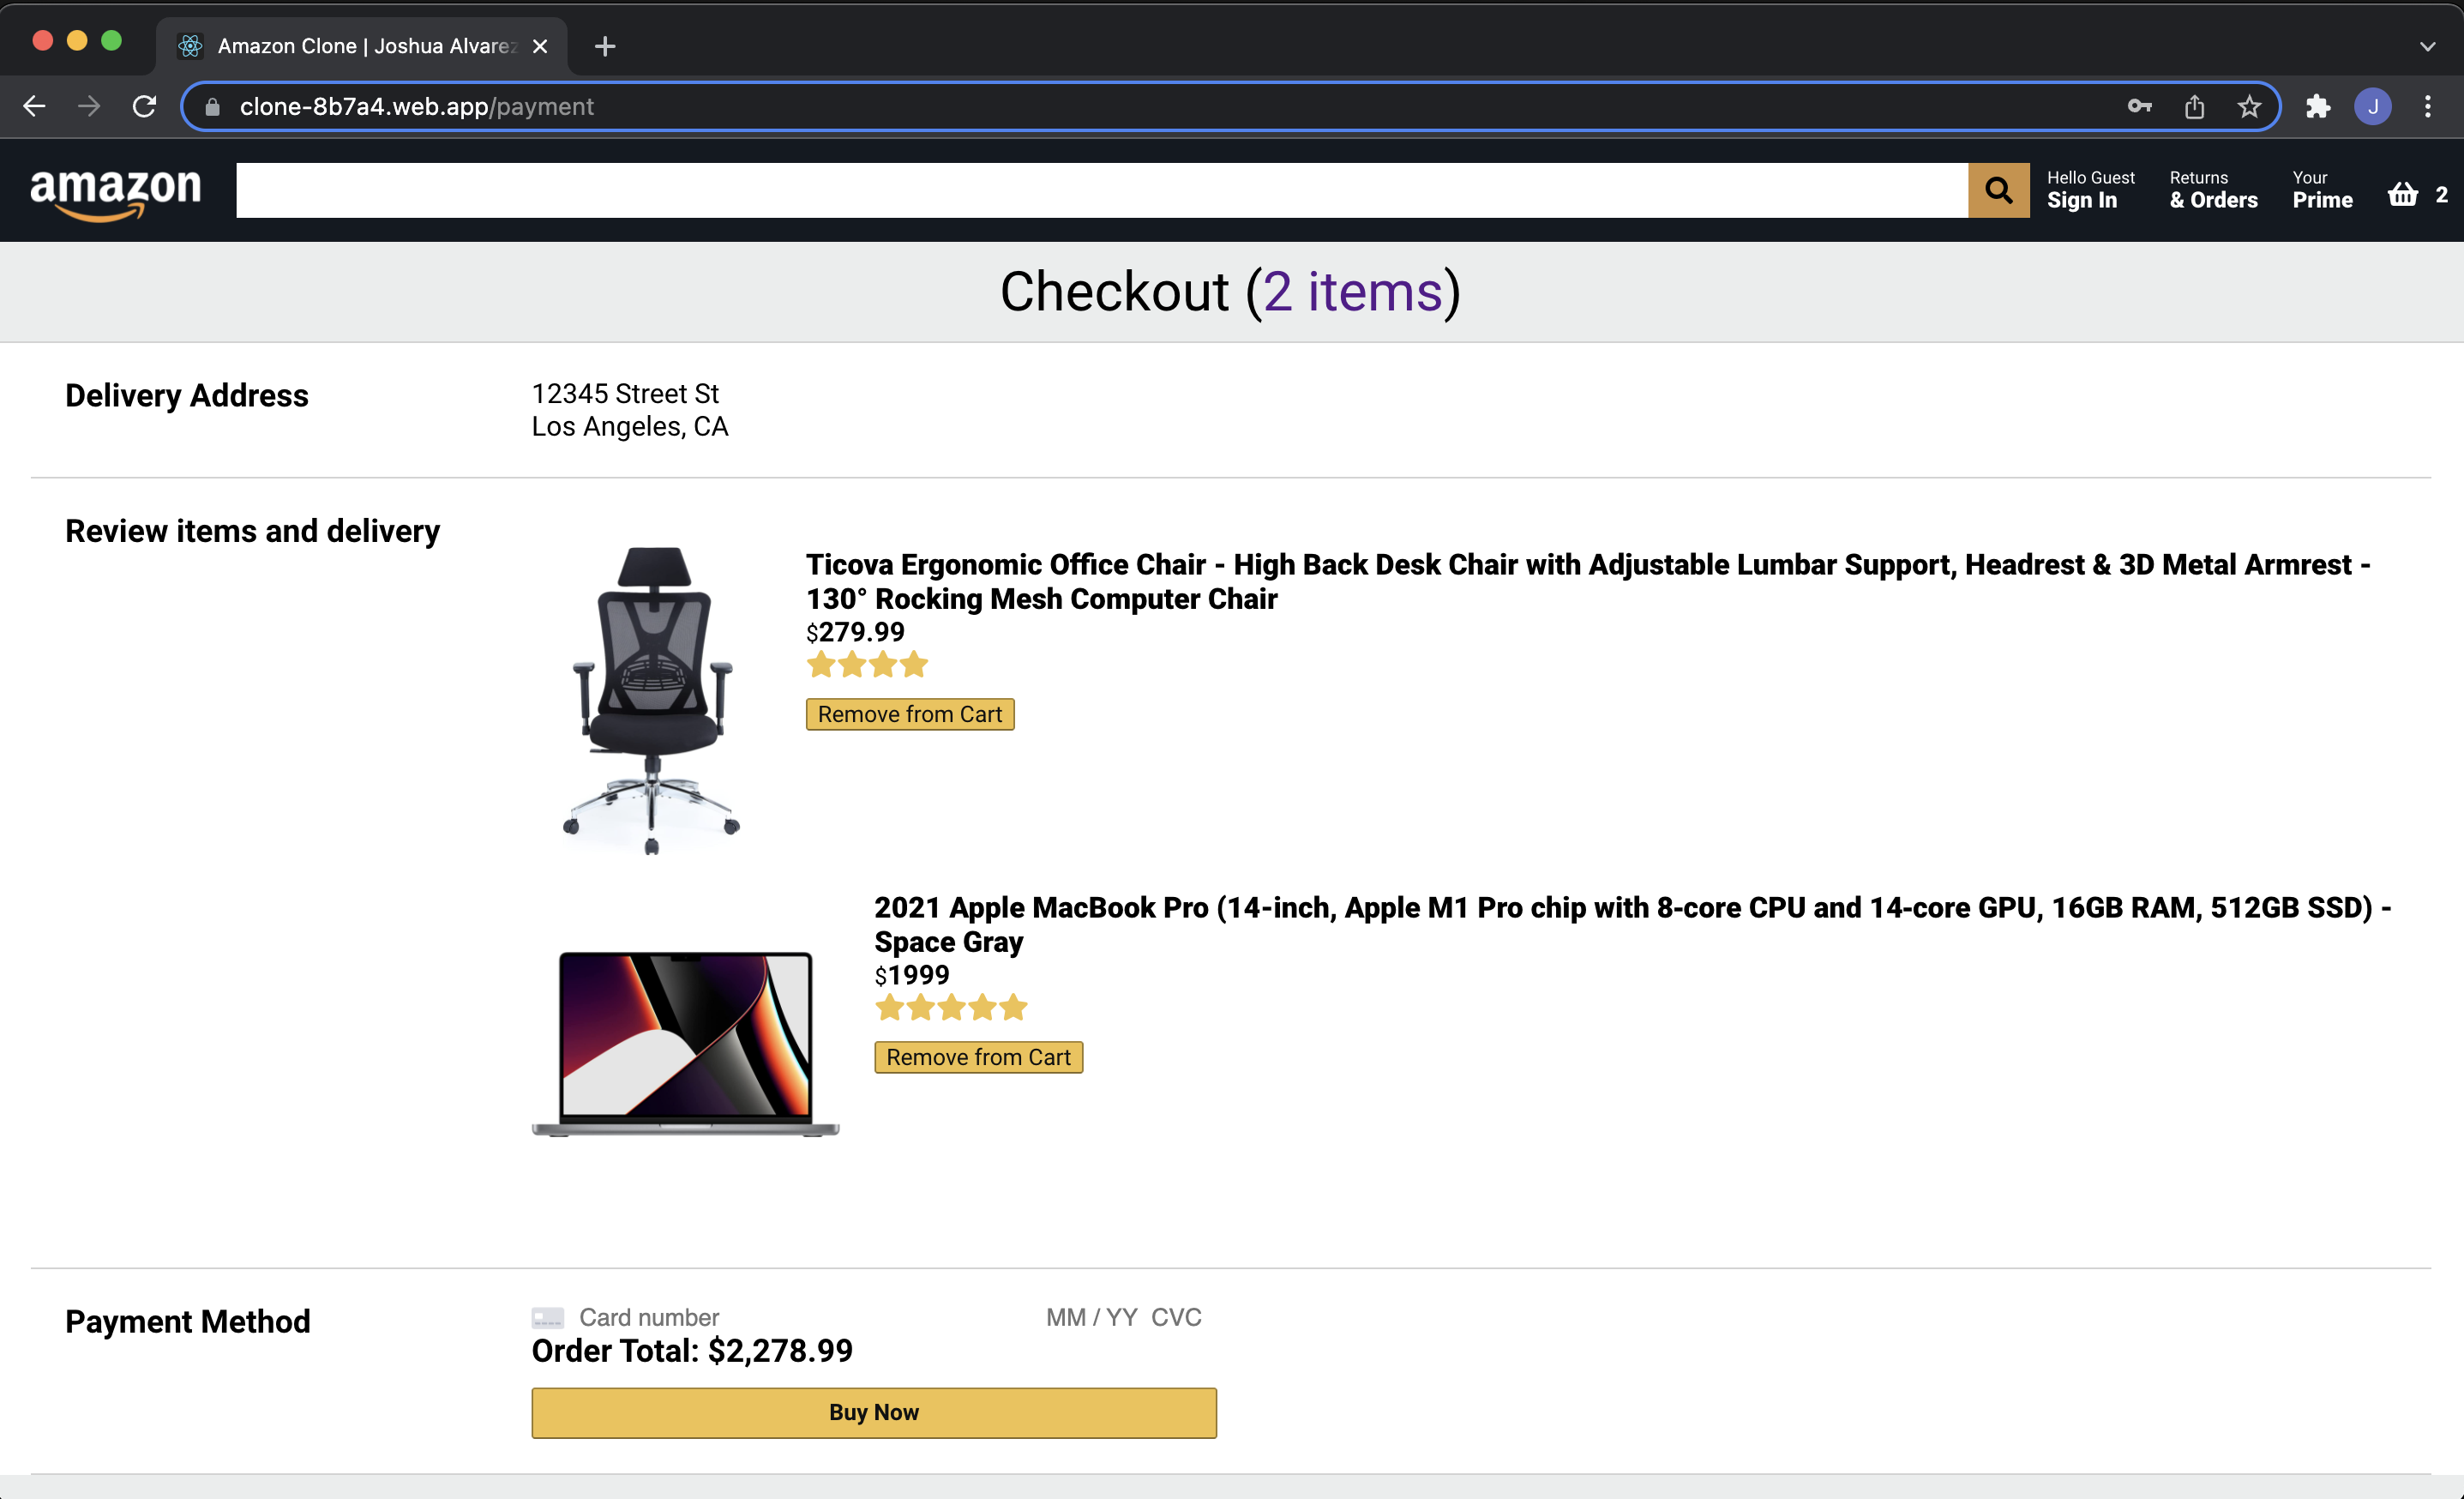 Amazon Clone | Joshua Alvarez
clone-8b7a4.web.app/payment
J
amazon
Hello Guest
Sign In
Returns
& Orders
Your
Prime
2
Checkout (2 items)
Delivery Address
12345 Street St
Los Angeles, CA
Review items and delivery
Ticova Ergonomic Office Chair - High Back Desk Chair with Adjustable Lumbar Support, Headrest & 3D Metal Armrest -
130° Rocking Mesh Computer Chair
$279.99
Remove from Cart
2021 Apple MacBook Pro (14-inch, Apple M1 Pro chip with 8-core CPU and 14-core GPU, 16GB RAM, 512GB SSD) -
Space Gray
$1999
Remove from Cart
Payment Method
Card number
MM / YY CVC
Order Total: $2,278.99
Buy Now